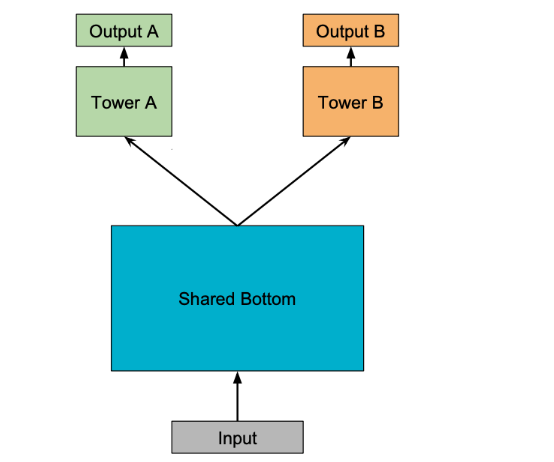 Output A
Output B
Tower A
Tower B
Shared Bottom
Input